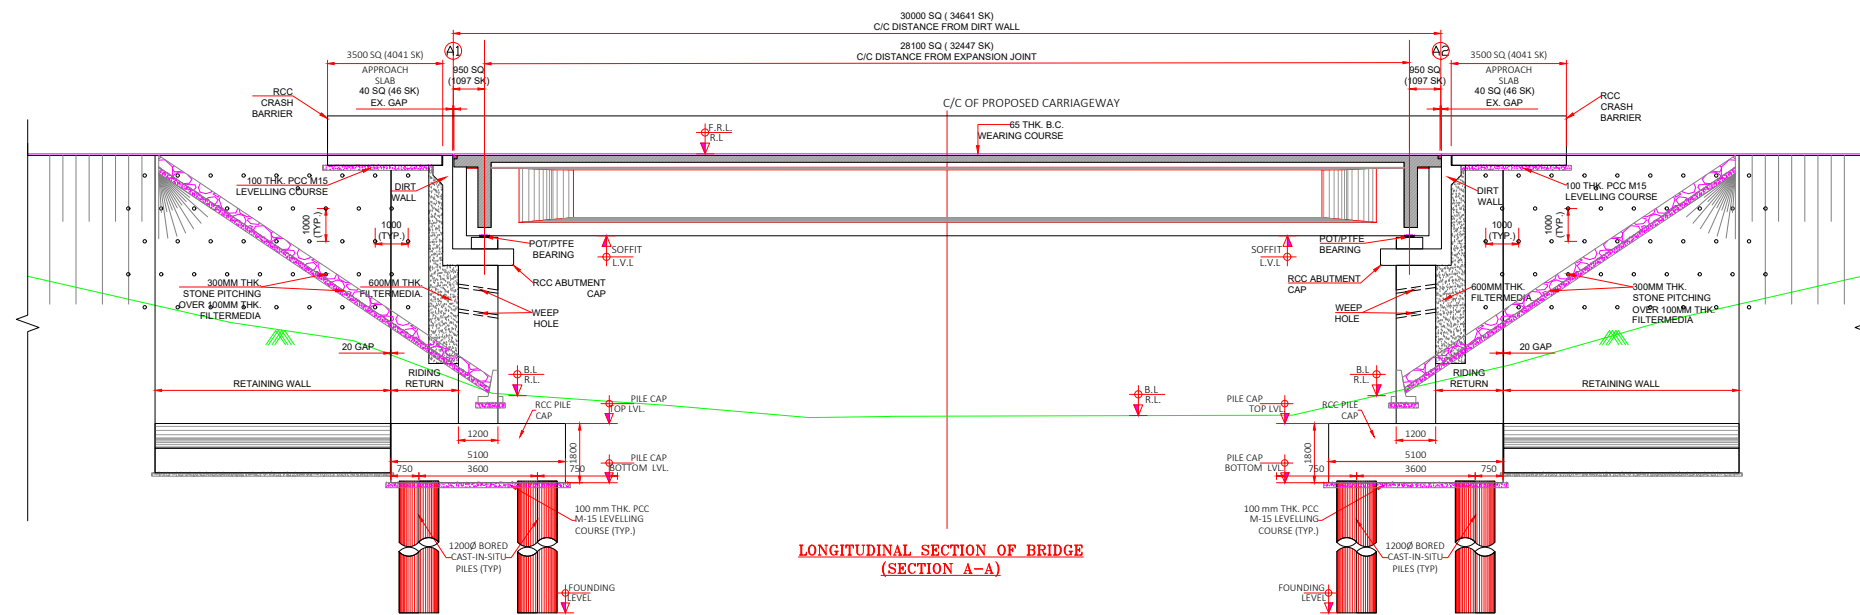 30000 SQ ( 34641 SK)
C/C DISTANCE FROM DIRT WALL
A1
A2
28100 SQ ( 32447 SK)
C/C DISTANCE FROM EXPANSION JOINT
3500 SQ (4041 SK)
APPROACH
SLAB
40 SQ (46 SK)
EX. GAP
950 SQ
(1097 SK)
950 SQ
(1097 SK)
3500 SQ (4041 SK)
APPROACH
SLAB
40 SQ (46 SK)
EX. GAP
RCC
CRASH
BARRIER
RCC
CRASH
BARRIER
C/C OF PROPOSED CARRIAGEWAY
F.R.L
R.L
65 THK. B.C.
WEARING COURSE
100 THK. PCC M15
LEVELLING COURSE
DIRT
WALL
DIRT
WALL
100 THK. PCC M15
LEVELLING COURSE
1000
(TYP.)
1000
(TYP.)
1000
(TYP.)
1000
(TYP.)
POT/PTFE
BEARING
SOFFIT
L.V.L
SOFFIT
L.V.L
POT/PTFE
BEARING
RCC ABUTMENT
CAP
RCC ABUTMENT
CAP
300MM THK.
STONE PITCHING
OVER 100MM THK.
FILTERMEDIA
600MM THK.
FILTERMEDIA.
600MM THK.
FILTERMEDIA
300MM THK.
STONE PITCHING
OVER 100MM THK.
FILTERMEDIA
WEEP
HOLE
WEEP
HOLE
20 GAP
20 GAP
RETAINING WALL
RIDING
RETURN
B.L
R.L.
B.L
R.L.
B.L
R.L.
RIDING
RETURN
RETAINING WALL
RCC PILE
CAP
PILE CAP
TOP LVL.
PILE CAP
TOP LVL.
RCC PILE
CAP
1200
5100
750
3600
750
1800
PILE CAP
BOTTOM LVL.
PILE CAP
BOTTOM LVL.
1800
1200
5100
750
3600
750
100 mm THK. PCC
M-15 LEVELLING
COURSE (TYP.)
100 mm THK. PCC
M-15 LEVELLING
COURSE (TYP.)
1200Ø BORED
CAST-IN-SITU
PILES (TYP)
1200Ø BORED
CAST-IN-SITU
PILES (TYP)
LONGITUDINAL SECTION OF BRIDGE
(SECTION A-A)
FOUNDING
LEVEL
FOUNDING
LEVEL